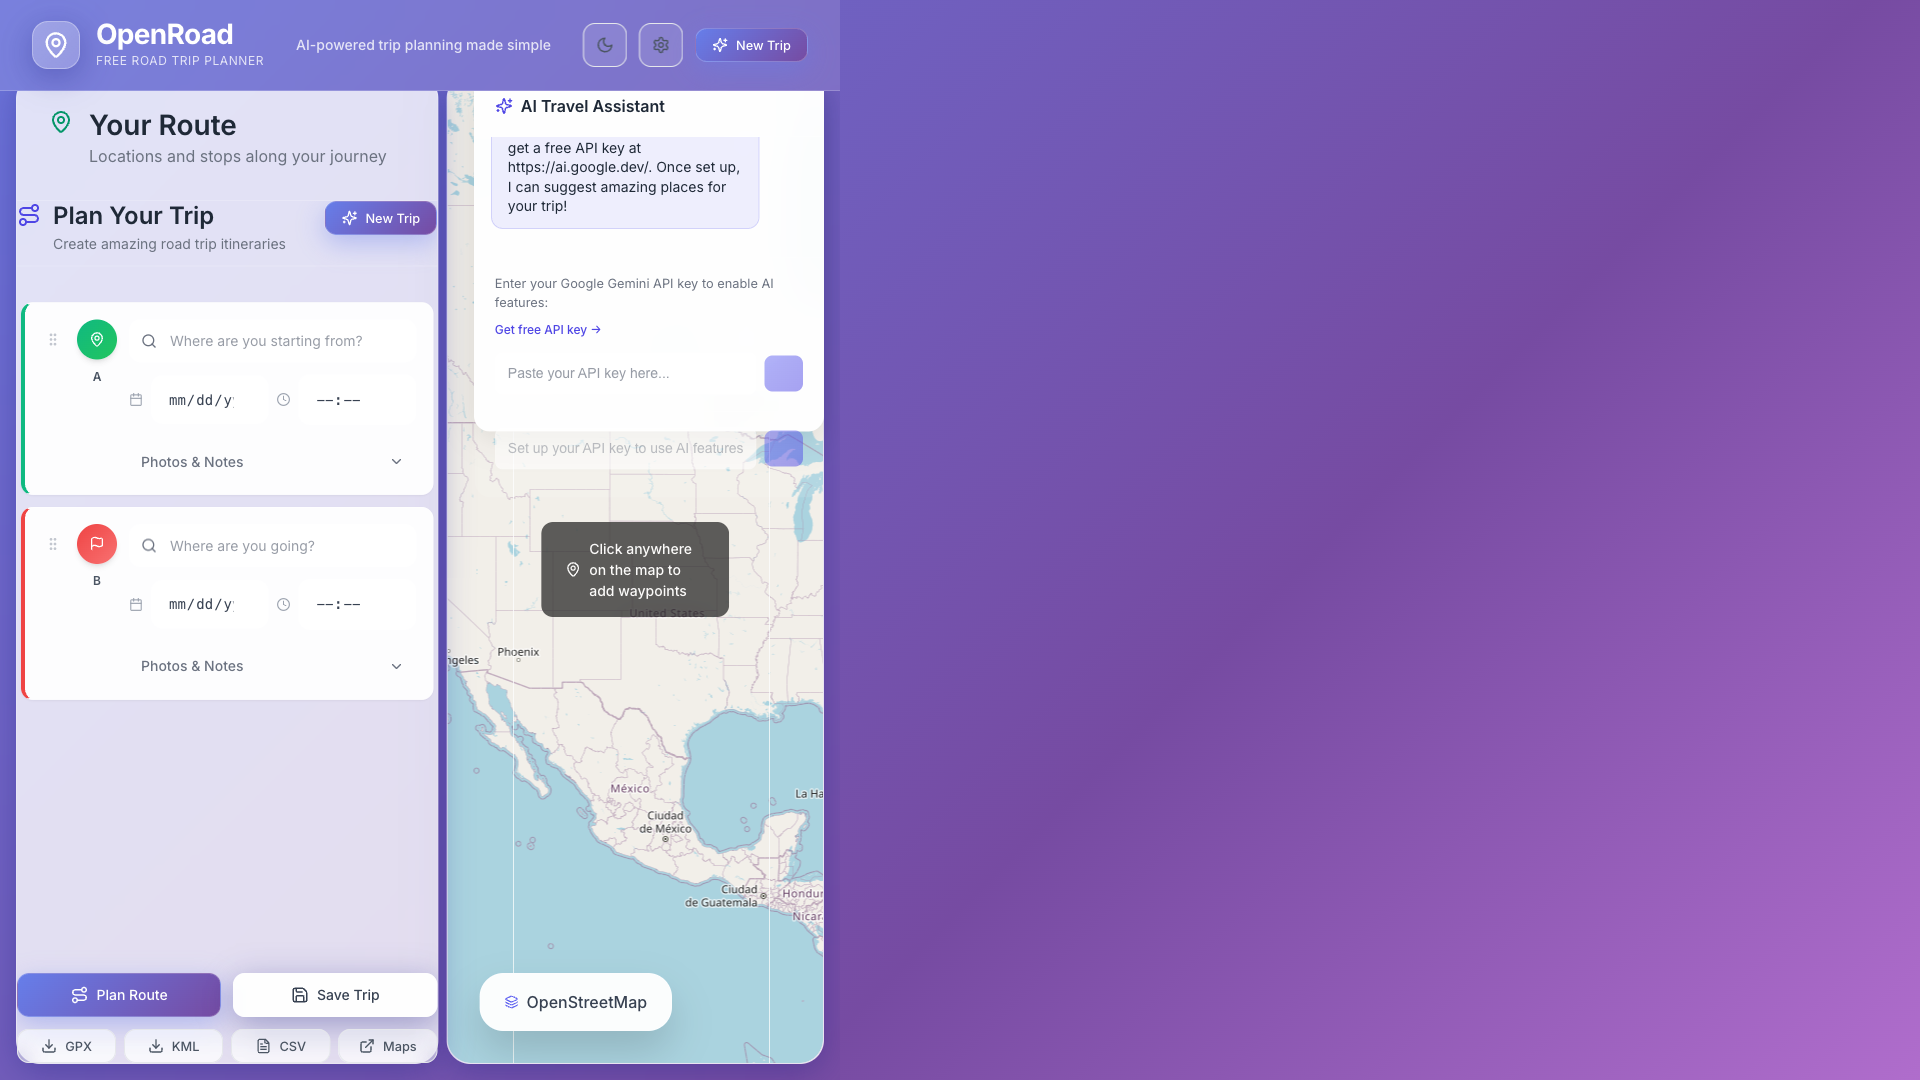 OpenRoad
FREE ROAD TRIP PLANNER
AI-powered trip planning made simple
New Trip
Your Route
Locations and stops along your journey
Plan Your Trip
Create amazing road trip itineraries
New Trip
Where are you starting from?
A
mm/dd/y
--:--
Photos & Notes
Where are you going?
B
mm/dd/y
--:--
Photos & Notes
Plan Route
Save Trip
GPX
KML
CSV
Maps
AI Travel Assistant
get a free API key at
https://ai.google.dev/. Once set up,
I can suggest amazing places for
your trip!
Enter your Google Gemini API key to enable AI
features:
Get free API key →
Paste your API key here...
Set up your API key to use AI features
Click anywhere
on the map to
add waypoints
United States
ngeles
Phoenix
México
La Ha
Ciudad
de México
Ciudad
de Guatemala
Hondur
Nicara
OpenStreetMap